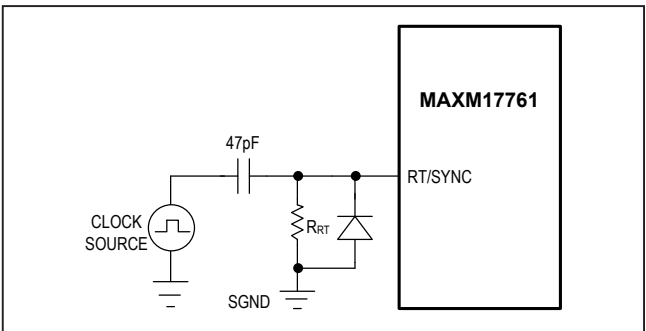 MAXM17761
47pF
RT/SYNC
CLOCK
SOURCE
RRT
SGND